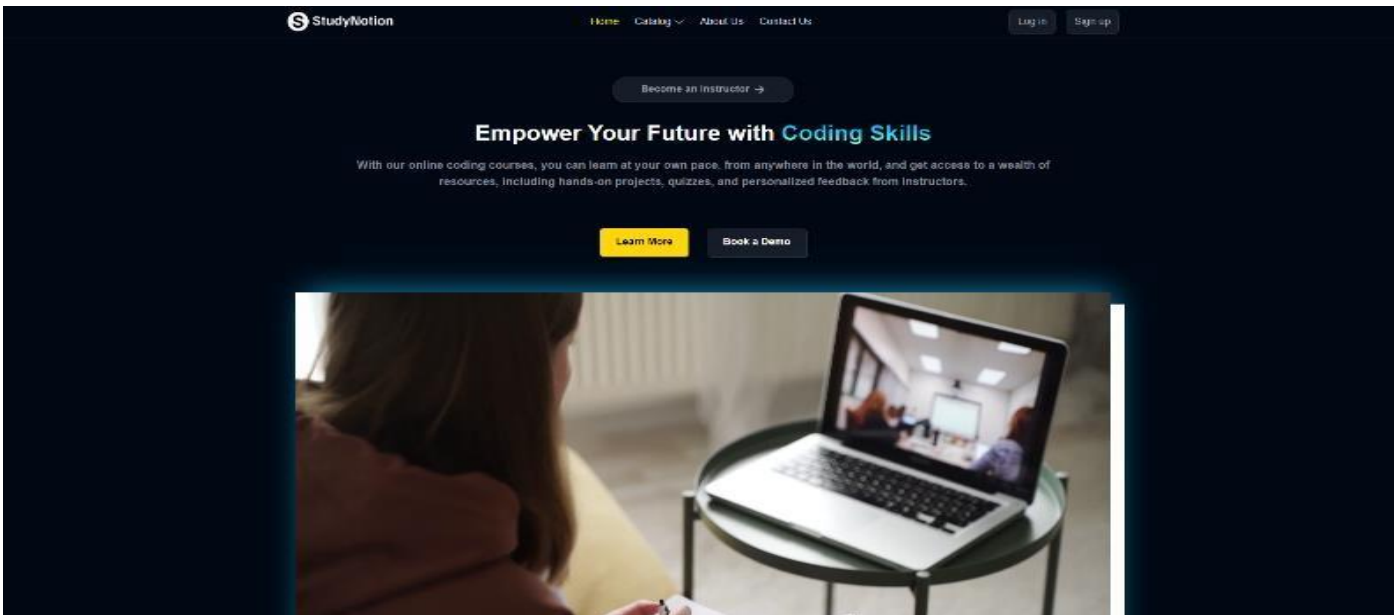 StudyNotion
Home Catalog About Us Contact Us
Log in Sign up
Become an Instructor →
Empower Your Future with Coding Skills
With our online coding courses, you can learn at your own pace, from anywhere in the world, and get access to a wealth of
resources, including hands-on projects, quizzes, and personalized feedback from instructors.
Learn More Book a Demo